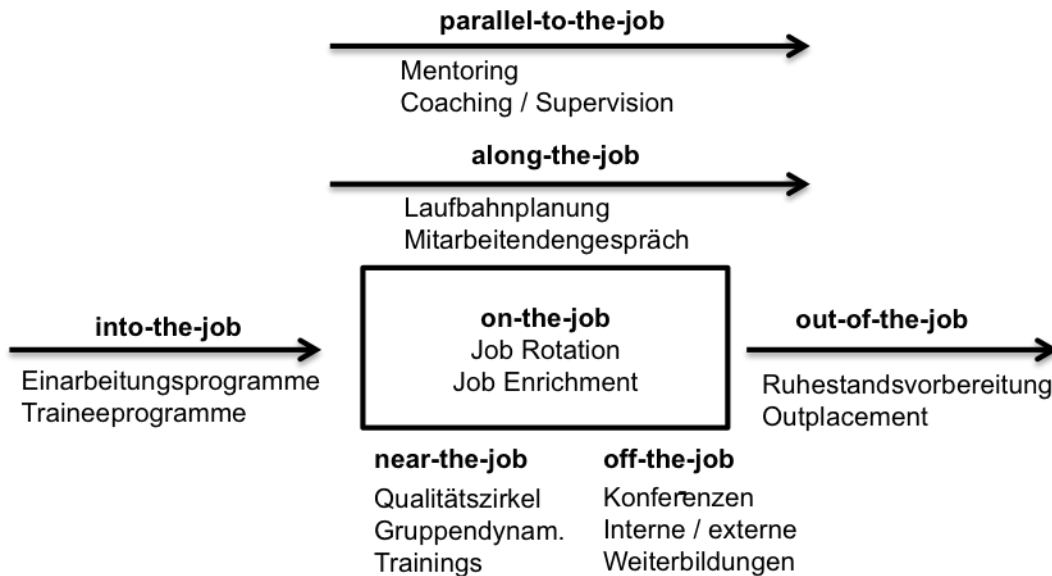 parallel-to-the-job
Mentoring
Coaching / Supervision
along-the-job
Laufbahnplanung
Mitarbeitendengespräch
into-the-job
Einarbeitungsprogramme
Traineeprogramme
on-the-job
Job Rotation
Job Enrichment
out-of-the-job
Ruhestandsvorbereitung
Outplacement
near-the-job
Qualitätszirkel
Gruppendynam.
Trainings
off-the-job
Konferenzen
Interne / externe
Weiterbildungen